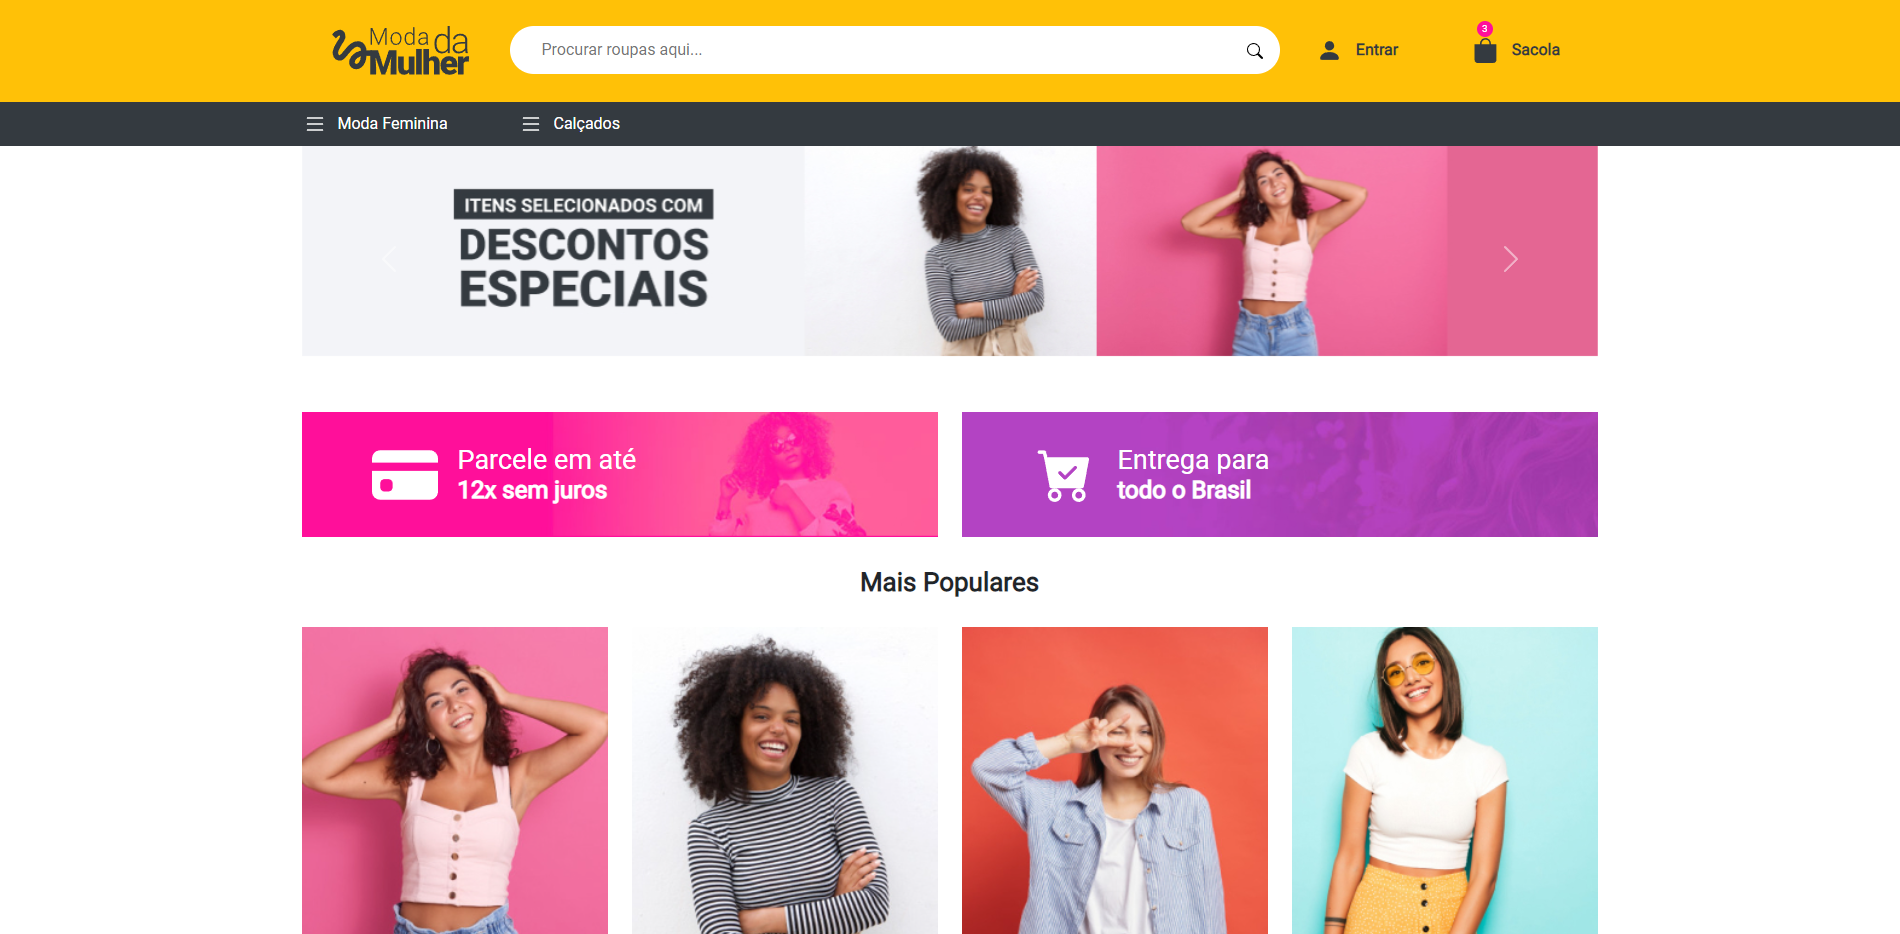 Moda da
Mulher
Procurar roupas aqui...
Entrar
3
Sacola
Moda Feminina
Calçados
ITENS SELECIONADOS COM
DESCONTOS
ESPECIAIS
Parcele em até
12x sem juros
Entrega para
todo o Brasil
Mais Populares